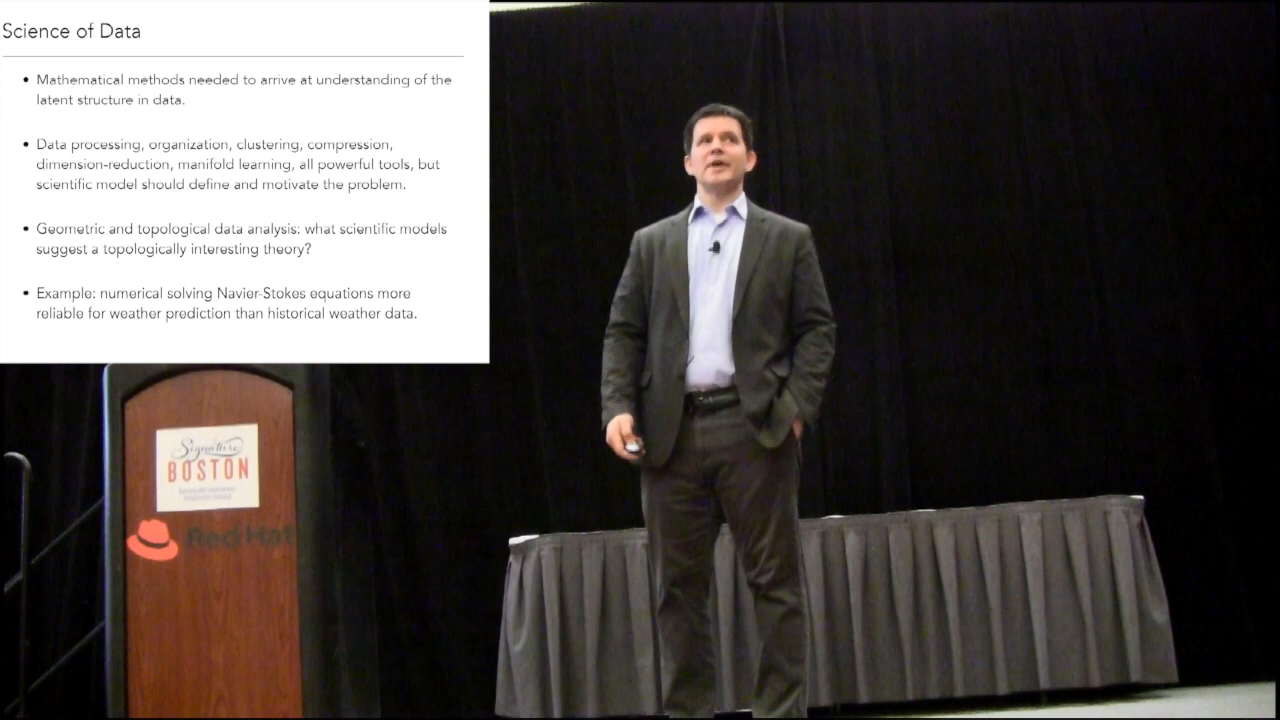 Science of Data
• Mathematical methods needed to arrive at understanding of the
latent structure in data.
• Data processing, organization, clustering, compression,
dimension-reduction, manifold learning, all powerful tools, but
scientific model should define and motivate the problem.
• Geometric and topological data analysis: what scientific models
suggest a topologically interesting theory?
• Example: numerical solving Navier-Stokes equations more
reliable for weather prediction than historical weather data.
Signature
BOSTON
Red Hat